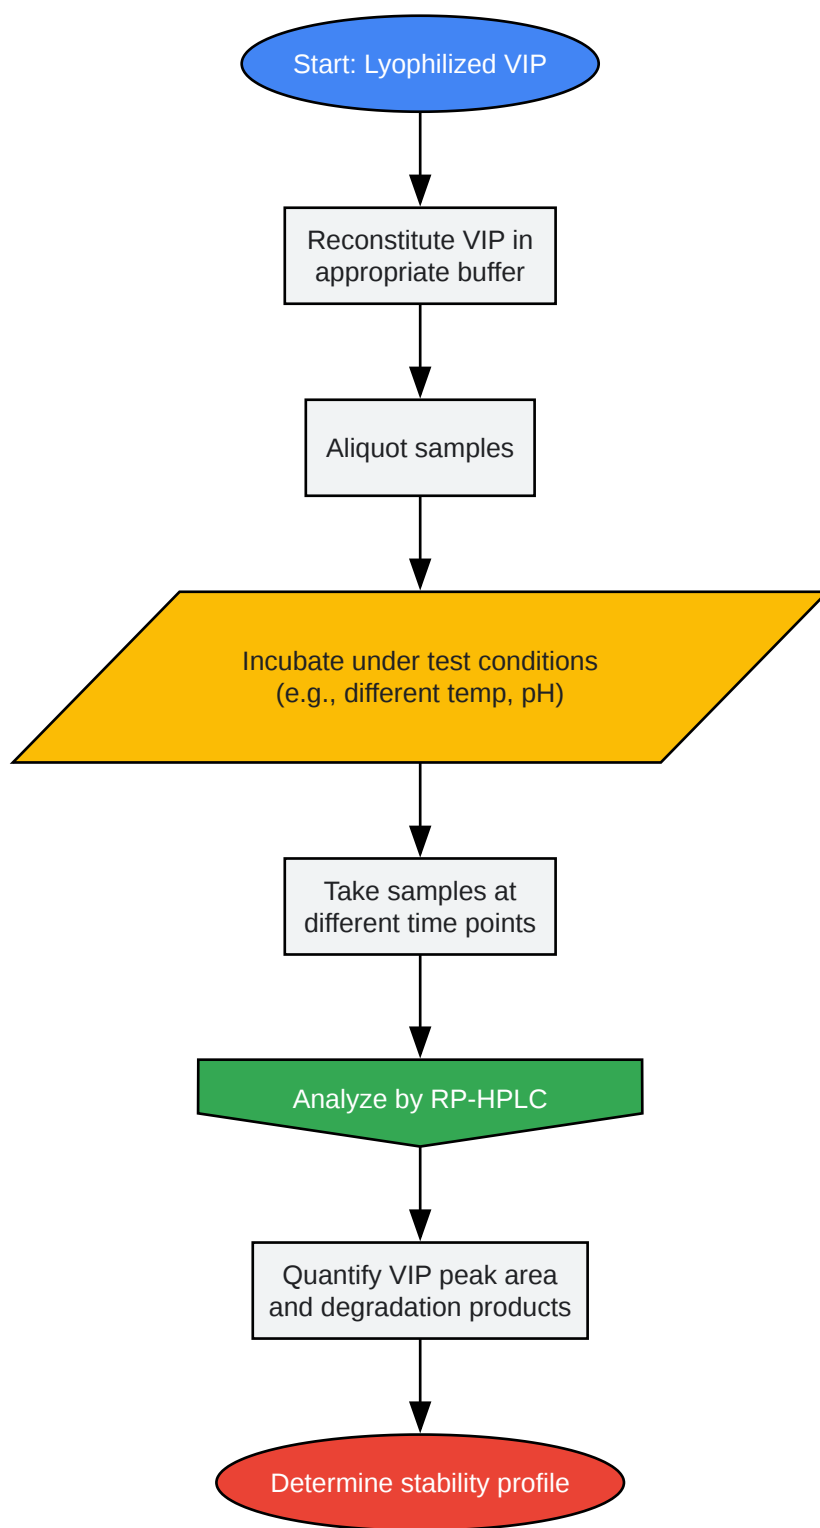 Start: Lyophilized VIP
Reconstitute VIP in
appropriate buffer
Aliquot samples
Incubate under test conditions
(e.g., different temp, pH)
Take samples at
different time points
Analyze by RP-HPLC
Quantify VIP peak area
and degradation products
Determine stability profile